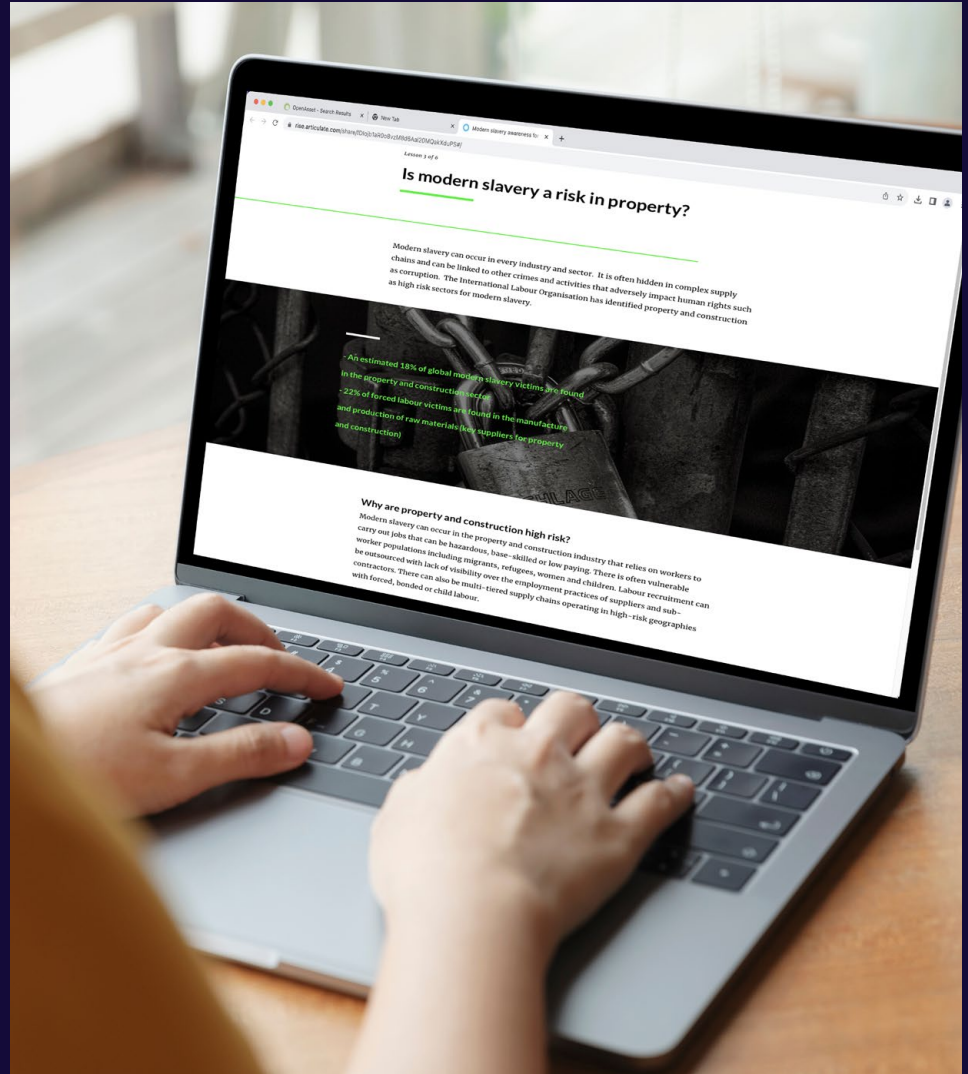 OpenAsset - Search Results
New Tab
Modern slavery awareness for
Lesson 3 of 6
Is modern slavery a risk in property?
Modern slavery can occur in every industry and sector. It is often hidden in complex supply
chains and can be linked to other crimes and activities that adversely impact human rights such
as corruption. The International Labour Organisation has identified property and construction
as high risk sectors for modern slavery.
- An estimated 18% of global modern slavery victims are found
in the property and construction sector
- 22% of forced labour victims are found in the manufacture
and production of raw materials (key suppliers for property
and construction)
Why are property and construction high risk?
Modern slavery can occur in the property and construction industry that relies on workers to
carry out jobs that can be hazardous, base-skilled or low paying. There is often vulnerable
worker populations including migrants, refugees, women and children. Labour recruitment can
be outsourced with lack of visibility over the employment practices of suppliers and sub-
contractors. There can also be multi-tiered supply chains operating in high-risk geographies
with forced, bonded or child labour.